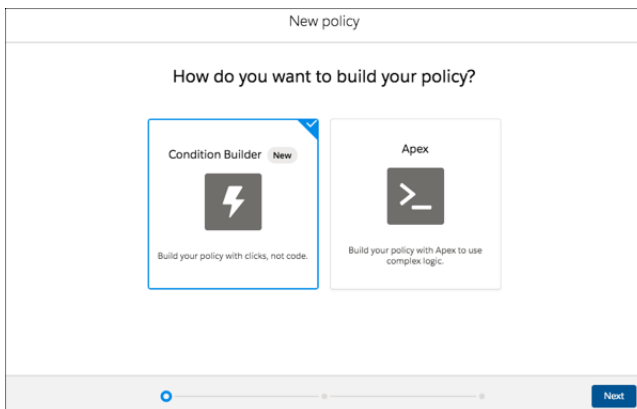 New policy
How do you want to build your policy?
Condition Builder New
Build your policy with clicks, not code.
Apex
>_
Build your policy with Apex to use
complex logic.
Next